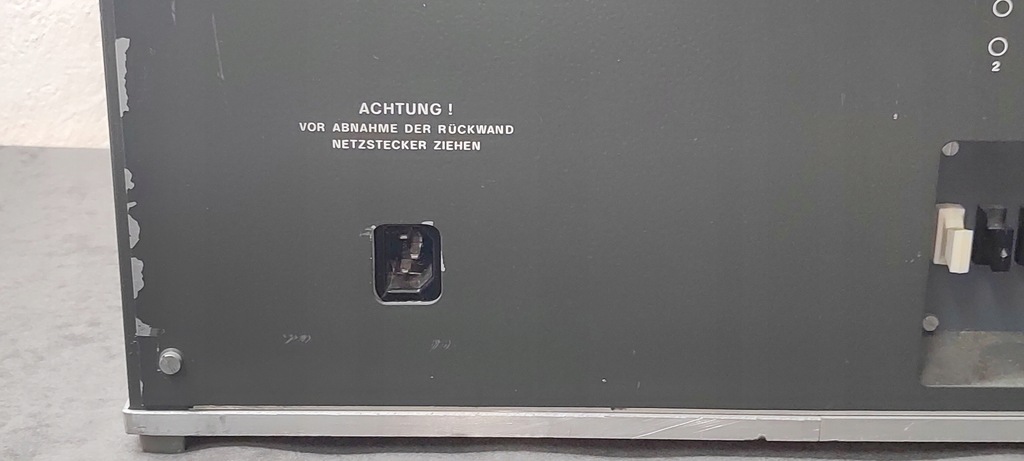 ACHTUNG !
VOR ABNAHME DER RÜCKWAND
NETZSTECKER ZIEHEN
2